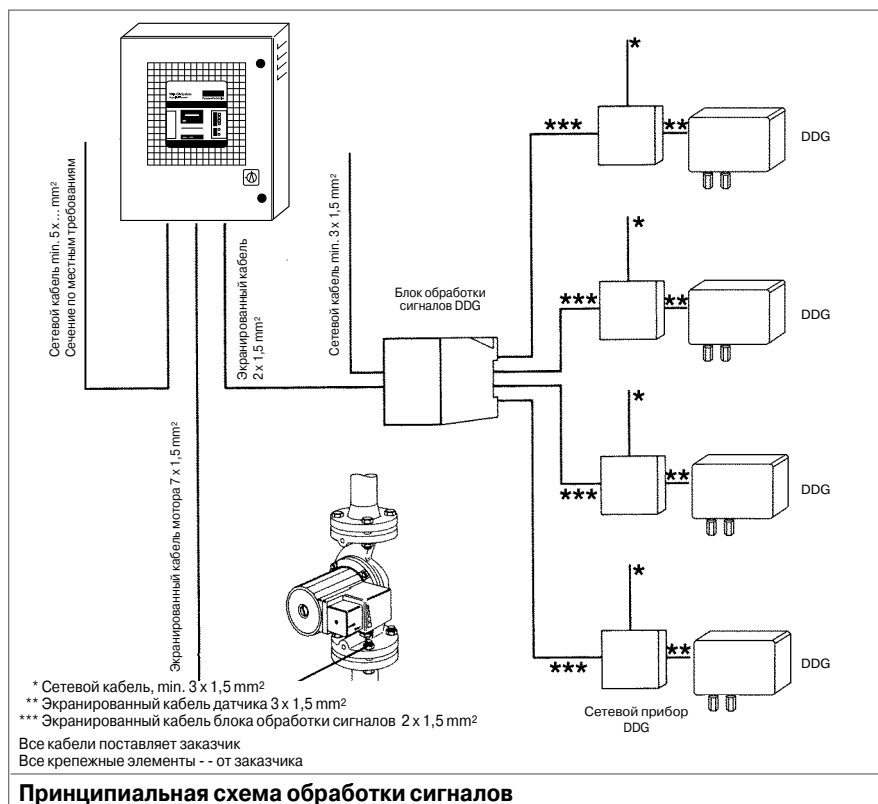 Сетевой кабель min. 5 x ... mm²
Сечение по местным требованиям
Экранированный кабель
2 x 1,5 mm²
Сетевой кабель min. 3 x 1,5 mm²
Экранированный кабель мотора 7 x 1,5 mm²
Блок обработки
сигналов DDG
*
***
**
DDG
*
***
**
DDG
*
***
**
DDG
*
***
**
DDG
Сетевой прибор
DDG
* Сетевой кабель, min. 3 x 1,5 mm²
** Экранированный кабель датчика 3 x 1,5 mm²
*** Экранированный кабель блока обработки сигналов 2 x 1,5 mm²
Все кабели поставляет заказчик
Все крепежные элементы - - от заказчика
Принципиальная схема обработки сигналов